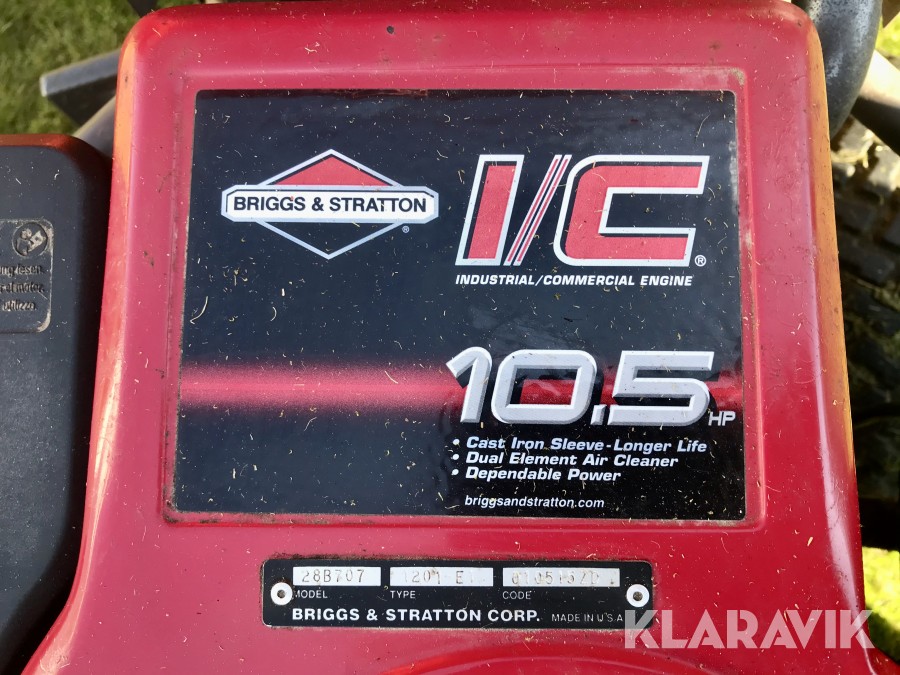 BRIGGS & STRATTON
®
I/C®
INDUSTRIAL/COMMERCIAL ENGINE
10.5 HP
• Cast Iron Sleeve-Longer Life
• Dual Element Air Cleaner
• Dependable Power
briggsandstratton.com
28B707
MODEL TYPE CODE
BRIGGS & STRATTON CORP. MADE IN U.S.A.
KLARAVIK